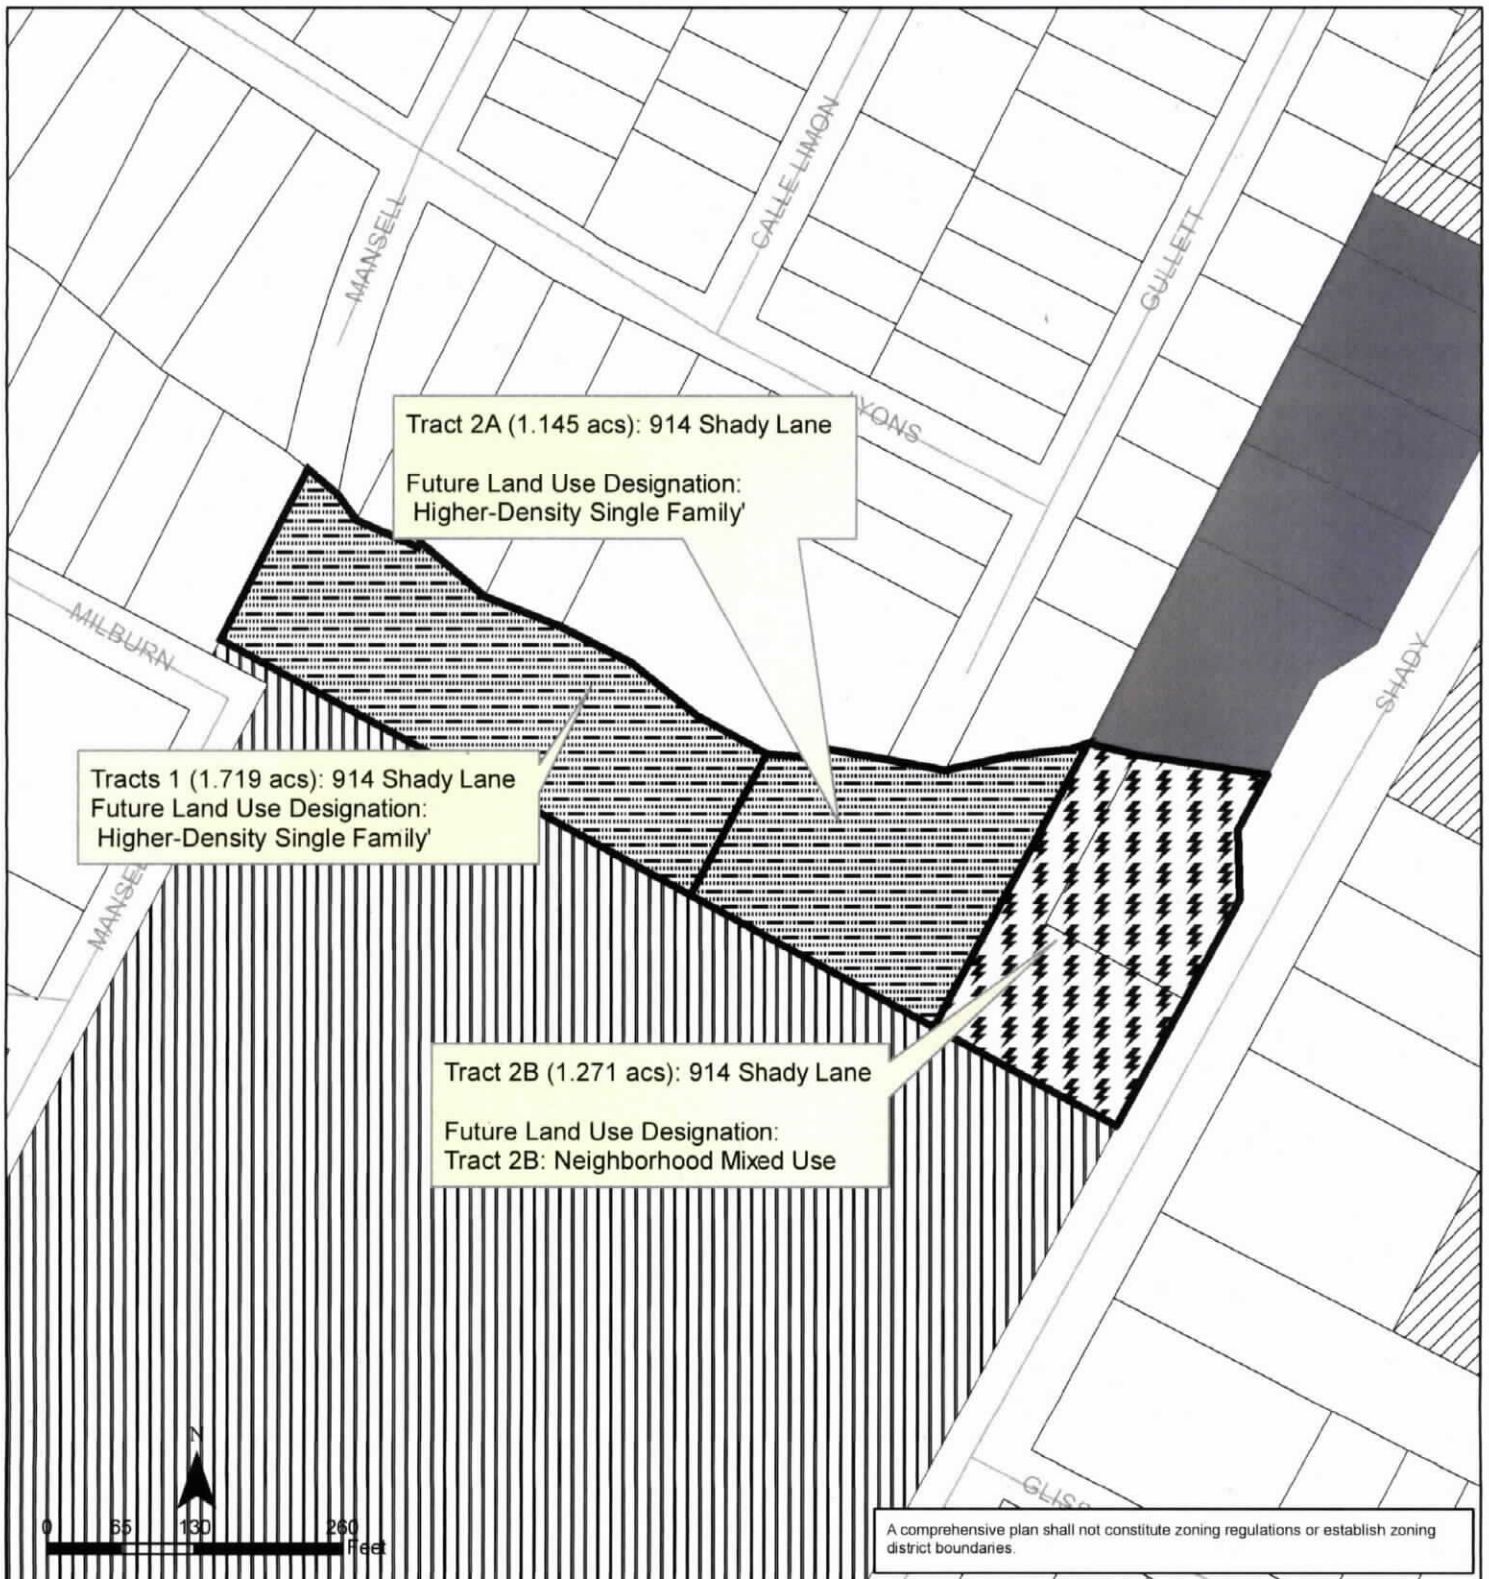 MANSELL
CALLE LIMON
GULLETT
LYONS
Tract 2A (1.145 acs): 914 Shady Lane
Future Land Use Designation:
Higher-Density Single Family'
MILBURN
SHADY
Tracts 1 (1.719 acs): 914 Shady Lane
Future Land Use Designation:
Higher-Density Single Family'
MANSEL
Tract 2B (1.271 acs): 914 Shady Lane
Future Land Use Designation:
Tract 2B: Neighborhood Mixed Use
N
0 65 130 260
Feet
GLISS
A comprehensive plan shall not constitute zoning regulations or establish zoning
district boundaries.